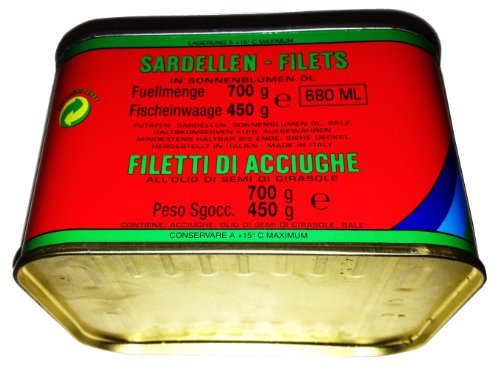 LAGERUNG A +15° C MAXIMUM
SARDELLEN - FILETS
IN SONNENBLUMEN ÖL
Fuellmenge 700 g
Fischeinwaage 450 g ℮ 680 ML
ZUTATEN: SARDELLEN, SONNENBLUMEN ÖL, SALE
HALBKONSERVEN KÜHL AUFBEWAHREN
MINDESTENS HALTBAR BIS ENDE: SIEHE DECKEL
HERGESTELLT IN ITALIEN - MADE IN ITALY
FILETTI DI ACCIUGHE
ALL'OLIO DI SEMI DI GIRASOLE
700 g
Peso Sgocc. 450 g ℮
CONTIENE: ACCIUGHE, OLIO DI SEMI DI GIRASOLE, SALE
CONSERVARE A +15° C MAXIMUM